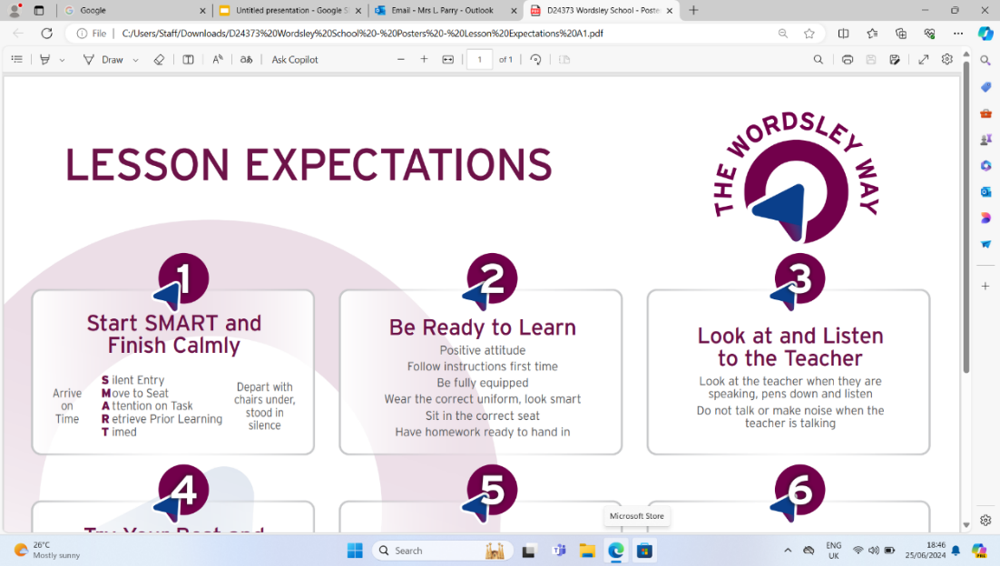 Google
Untitled presentation - Google Sl
Email - Mrs L. Parry - Outlook
D24373 Wordsley School - Poste
File
C:/Users/Staff/Downloads/D24373%20Wordsley%20School%20-%20Posters%20-%20Lesson%20Expectations%20A1.pdf
Draw
aあ
Ask Copilot
1
of 1
LESSON EXPECTATIONS
THE WORDSLEY WAY
1
Start SMART and
Finish Calmly
Arrive
on
Time
Silent Entry
Move to Seat
Attention on Task
Retrieve Prior Learning
Timed
Depart with
chairs under,
stood in
silence
2
Be Ready to Learn
Positive attitude
Follow instructions first time
Be fully equipped
Wear the correct uniform, look smart
Sit in the correct seat
Have homework ready to hand in
3
Look at and Listen
to the Teacher
Look at the teacher when they are
speaking, pens down and listen
Do not talk or make noise when the
teacher is talking
4
Try Your Best and
5
6
Microsoft Store
26°C
Mostly sunny
Search
ENG
UK
18:46
25/06/2024